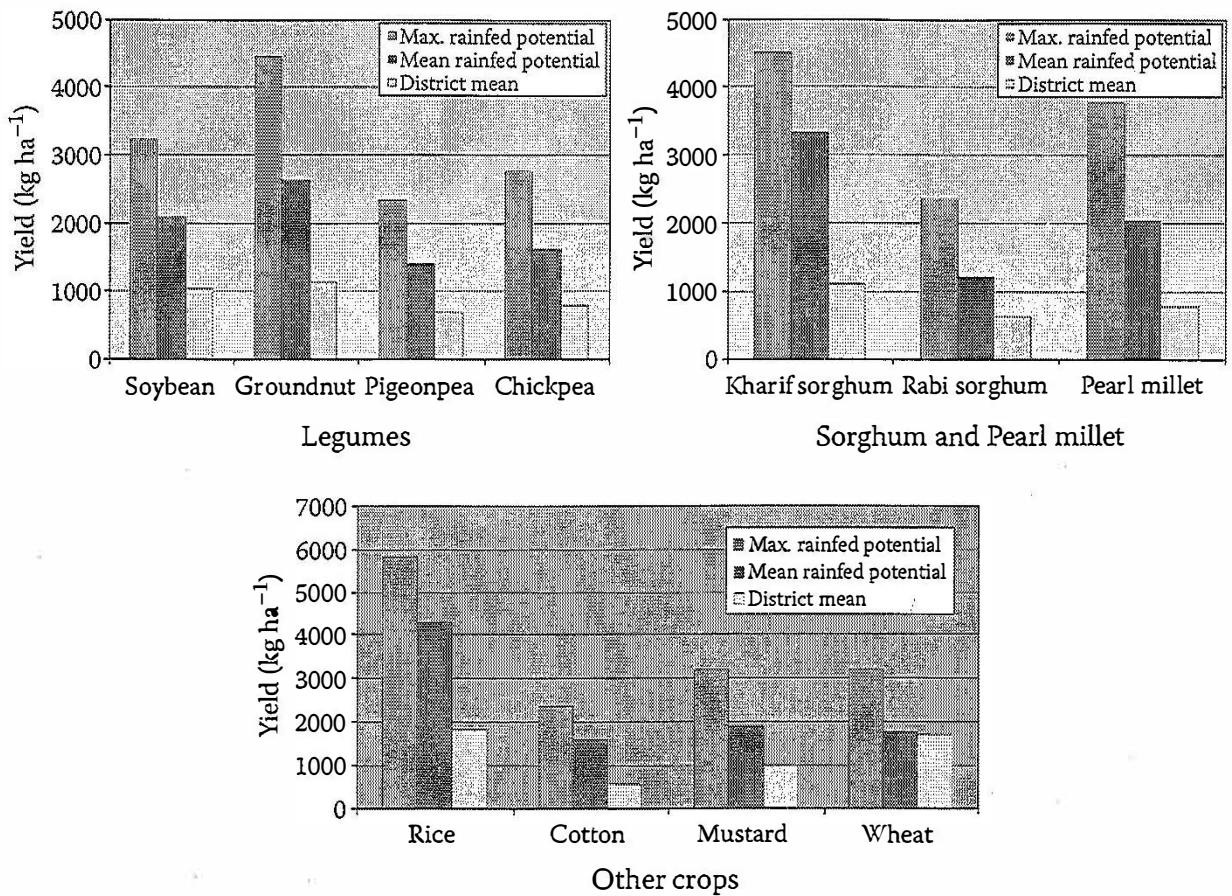 5000
4000
3000
2000
1000
0
Yield (kg ha⁻¹)
Max. rainfed potential
Mean rainfed potential
District mean
Soybean Groundnut Pigeonpea Chickpea
Legumes
5000
4000
3000
2000
1000
0
Yield (kg ha⁻¹)
Max. rainfed potential
Mean rainfed potential
District mean
Kharif sorghum Rabi sorghum Pearl millet
Sorghum and Pearl millet
7000
6000
5000
4000
3000
2000
1000
0
Yield (kg ha⁻¹)
Max. rainfed potential
Mean rainfed potential
District mean
Rice Cotton Mustard Wheat
Other crops